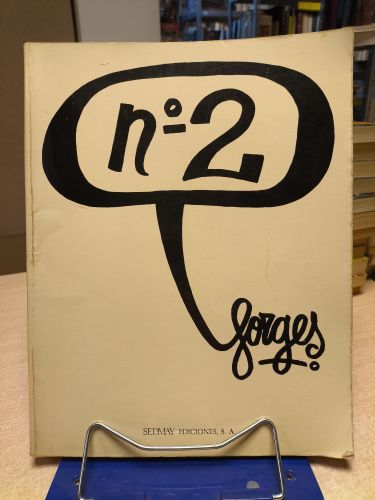 nº2
forges
SEDMAY EDICIONES, S. A.